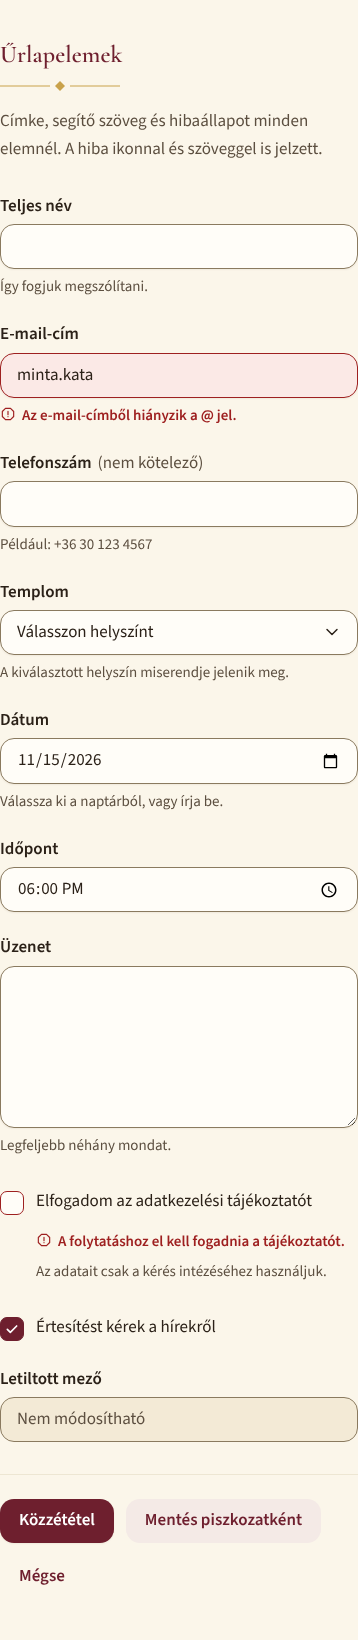 Űrlapelemek
Címke, segítő szöveg és hibaállapot minden
elemnél. A hiba ikonnal és szöveggel is jelzett.
Teljes név
Így fogjuk megszólítani.
E-mail-cím
minta.kata
Az e-mail-címből hiányzik a @ jel.
Telefonszám (nem kötelező)
Például: +36 30 123 4567
Templom
Válasszon helyszínt
A kiválasztott helyszín miserendje jelenik meg.
Dátum
11/15/2026
Válassza ki a naptárból, vagy írja be.
Időpont
06:00 PM
Üzenet
Legfeljebb néhány mondat.
Elfogadom az adatkezelési tájékoztatót
A folytatáshoz el kell fogadnia a tájékoztatót.
Az adatait csak a kérés intézéséhez használjuk.
Értesítést kérek a hírekről
Letiltott mező
Nem módosítható
Közzététel Mentés piszkozatként
Mégse